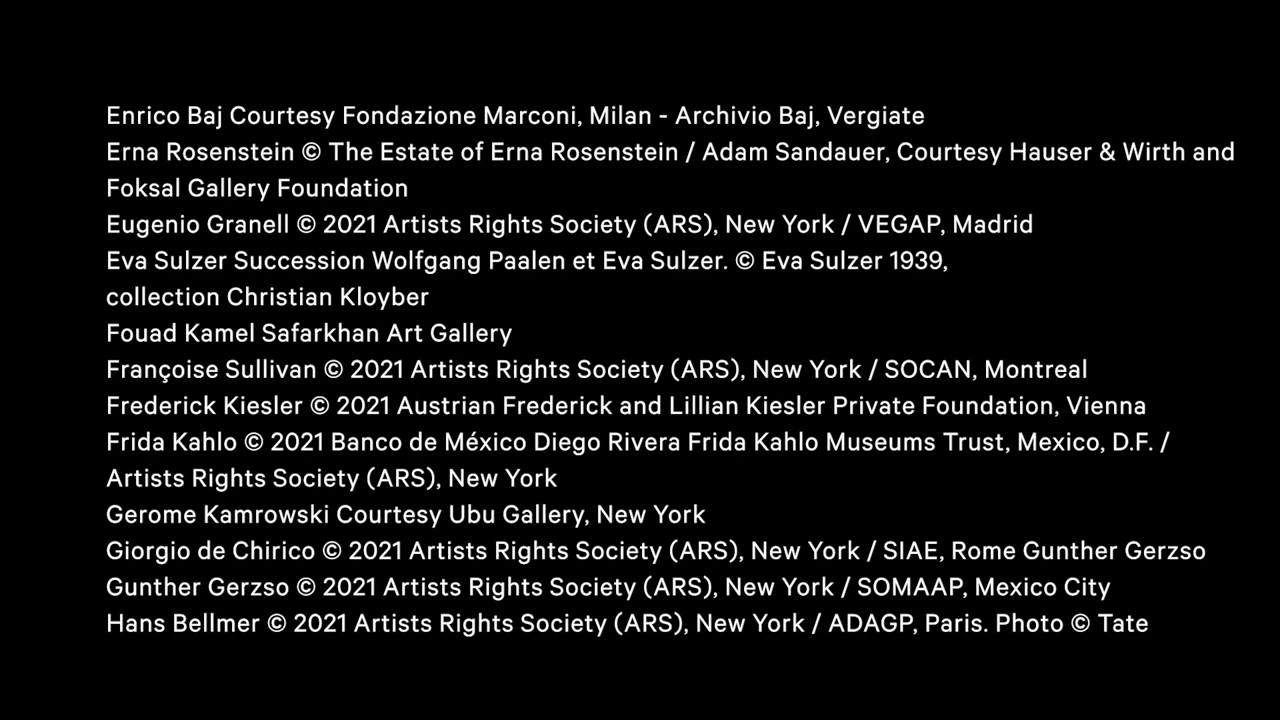 Enrico Baj Courtesy Fondazione Marconi, Milan - Archivio Baj, Vergiate
Erna Rosenstein © The Estate of Erna Rosenstein / Adam Sandauer, Courtesy Hauser & Wirth and
Foksal Gallery Foundation
Eugenio Granell © 2021 Artists Rights Society (ARS), New York / VEGAP, Madrid
Eva Sulzer Succession Wolfgang Paalen et Eva Sulzer. © Eva Sulzer 1939,
collection Christian Kloyber
Fouad Kamel Safarkhan Art Gallery
Françoise Sullivan © 2021 Artists Rights Society (ARS), New York / SOCAN, Montreal
Frederick Kiesler © 2021 Austrian Frederick and Lillian Kiesler Private Foundation, Vienna
Frida Kahlo © 2021 Banco de México Diego Rivera Frida Kahlo Museums Trust, Mexico, D.F. /
Artists Rights Society (ARS), New York
Gerome Kamrowski Courtesy Ubu Gallery, New York
Giorgio de Chirico © 2021 Artists Rights Society (ARS), New York / SIAE, Rome Gunther Gerzso
Gunther Gerzso © 2021 Artists Rights Society (ARS), New York / SOMAAP, Mexico City
Hans Bellmer © 2021 Artists Rights Society (ARS), New York / ADAGP, Paris. Photo © Tate